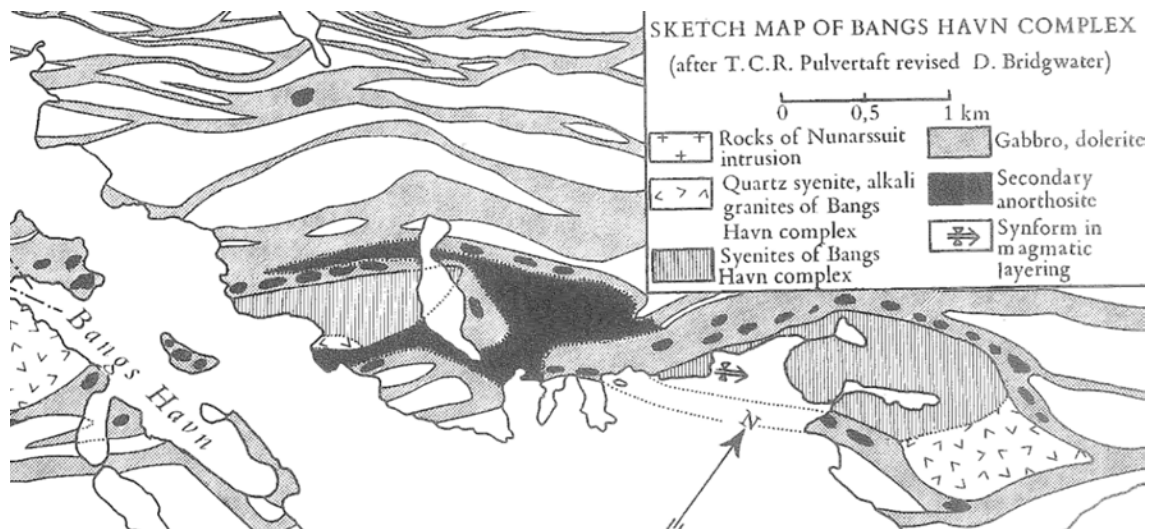 SKETCH MAP OF BANGS HAVN COMPLEX
(after T.C.R. Pulvertaft revised D. Bridgwater)
0 0,5 1 km
Rocks of Nunarssuit
intrusion
Quartz syenite, alkali
granites of Bangs
Havn complex
Syenites of Bangs
Havn complex
Gabbro, dolerite
Secondary
anorthosite
Synform in
magmatic
layering
Bangs Havn
N